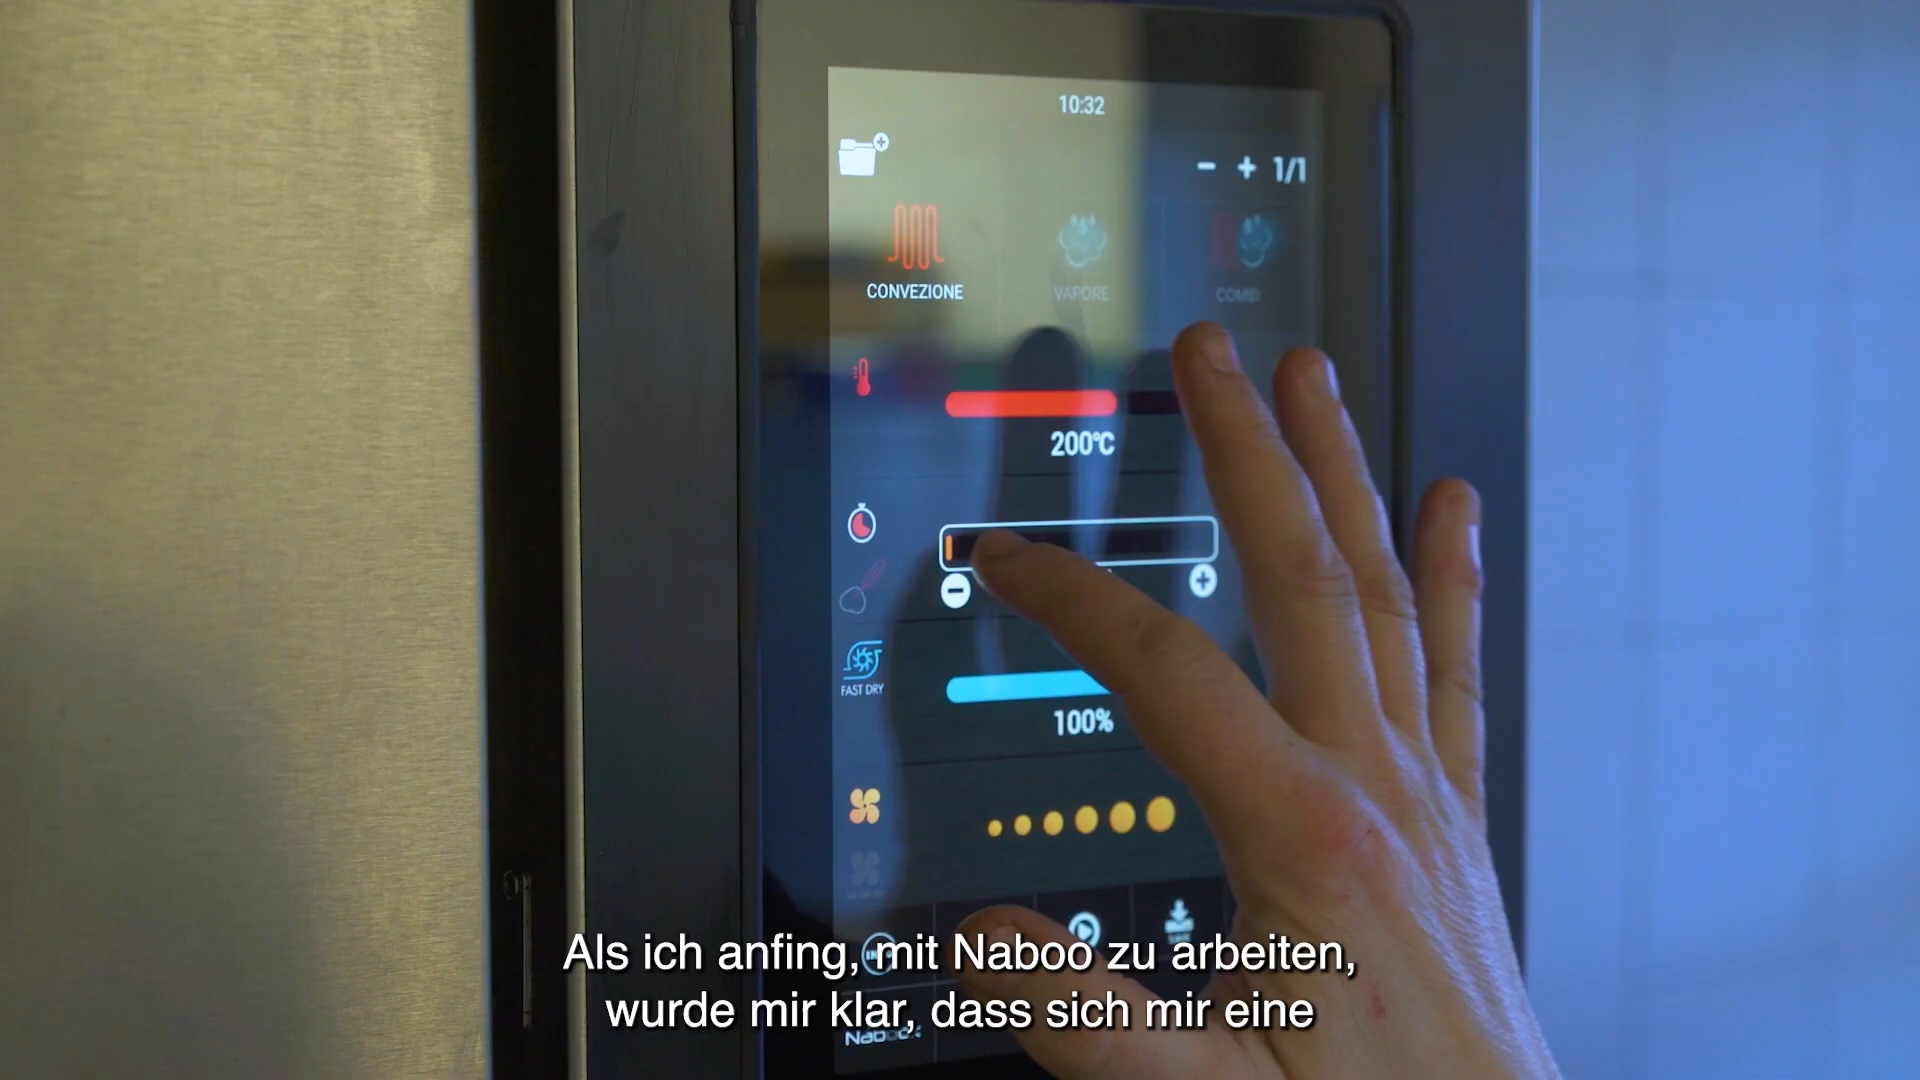 10:32
− + 1/1
CONVEZIONE
VAPORE
COMBI
200°C
FAST DRY
100%
Als ich anfing, mit Naboo zu arbeiten,
wurde mir klar, dass sich mir eine